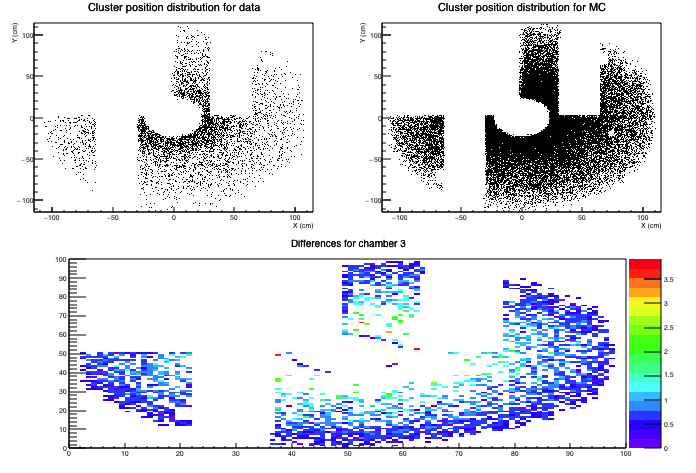 Cluster position distribution for data
Y (cm)
100
50
0
−50
−100
−100 −50 0 50 100
X (cm)
Cluster position distribution for MC
Y (cm)
100
50
0
−50
−100
−100 −50 0 50 100
X (cm)
Differences for chamber 3
100
90
80
70
60
50
40
30
20
10
0
0 10 20 30 40 50 60 70 80 90 100
3.5
3
2.5
2
1.5
1
0.5
0